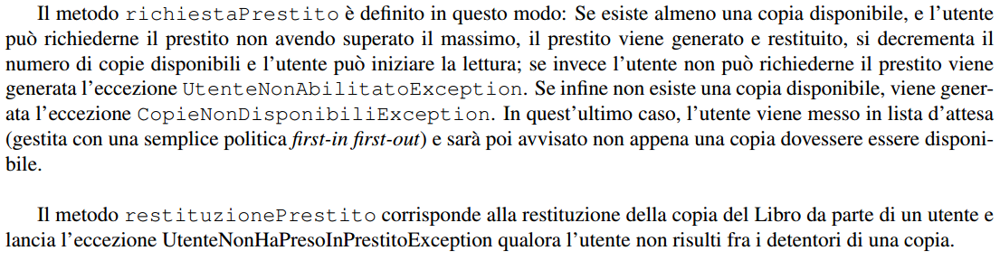 Il metodo richiestaPrestito è definito in questo modo: Se esiste almeno una copia disponibile, e l'utente
può richiederne il prestito non avendo superato il massimo, il prestito viene generato e restituito, si decrementa il
numero di copie disponibili e l'utente può iniziare la lettura; se invece l'utente non può richiederne il prestito viene
generata l'eccezione UtenteNonAbilitatoException. Se infine non esiste una copia disponibile, viene gener-
ata l'eccezione CopieNonDisponibiliException. In quest'ultimo caso, l'utente viene messo in lista d'attesa
(gestita con una semplice politica first-in first-out) e sarà poi avvisato non appena una copia dovessere essere disponi-
bile.
Il metodo restituzionePrestito corrisponde alla restituzione della copia del Libro da parte di un utente e
lancia l'eccezione UtenteNonHaPresoInPrestitoException qualora l'utente non risulti fra i detentori di una copia.